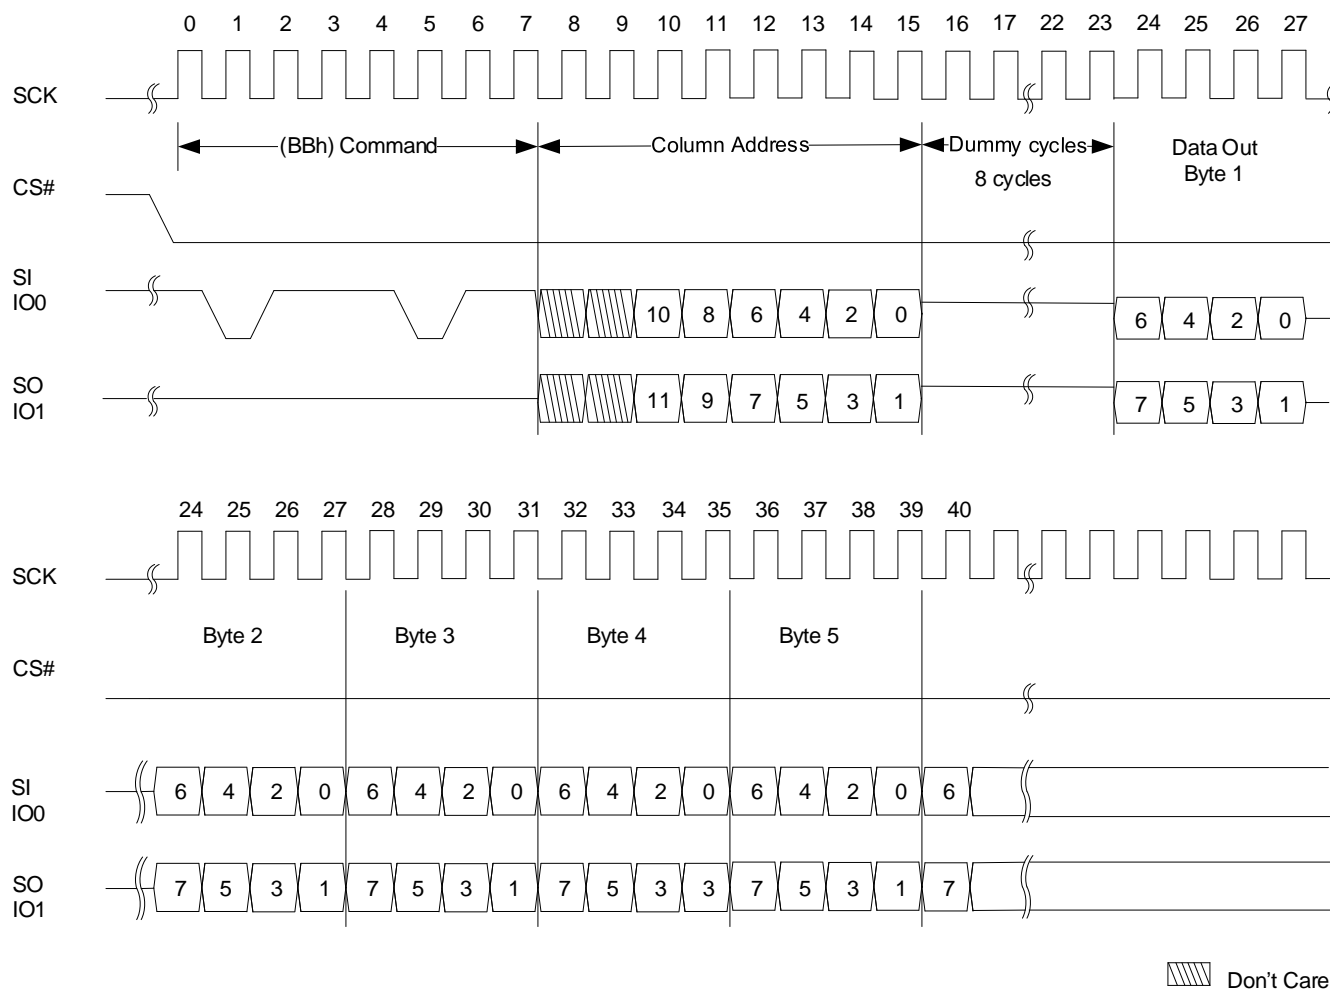 0 1 2 3 4 5 6 7 8 9 10 11 12 13 14 15 16 17 22 23 24 25 26 27
SCK
(BBh) Command Column Address Dummy cycles Data Out
8 cycles Byte 1
CS#
SI
IO0
10 8 6 4 2 0 6 4 2 0
SO
IO1
11 9 7 5 3 1 7 5 3 1
24 25 26 27 28 29 30 31 32 33 34 35 36 37 38 39 40
SCK
Byte 2 Byte 3 Byte 4 Byte 5
CS#
SI
IO0
6 4 2 0 6 4 2 0 6 4 2 0 6 4 2 0 6
SO
IO1
7 5 3 1 7 5 3 1 7 5 3 3 7 5 3 1 7
Don't Care